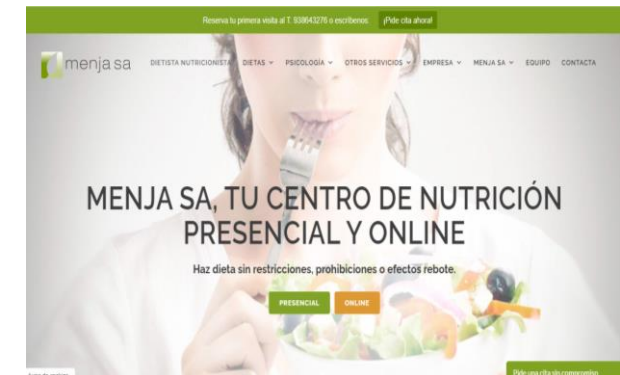 Reserva tu primera visita al T. 938643276 o escríbenos: ¡Pide cita ahora!
menja sa
DIETISTA NUTRICIONISTA DIETAS PSICOLOGÍA OTROS SERVICIOS EMPRESA MENJA SA EQUIPO CONTACTA
MENJA SA, TU CENTRO DE NUTRICIÓN
PRESENCIAL Y ONLINE
Haz dieta sin restricciones, prohibiciones o efectos rebote.
PRESENCIAL ONLINE
Pide una cita sin compromiso